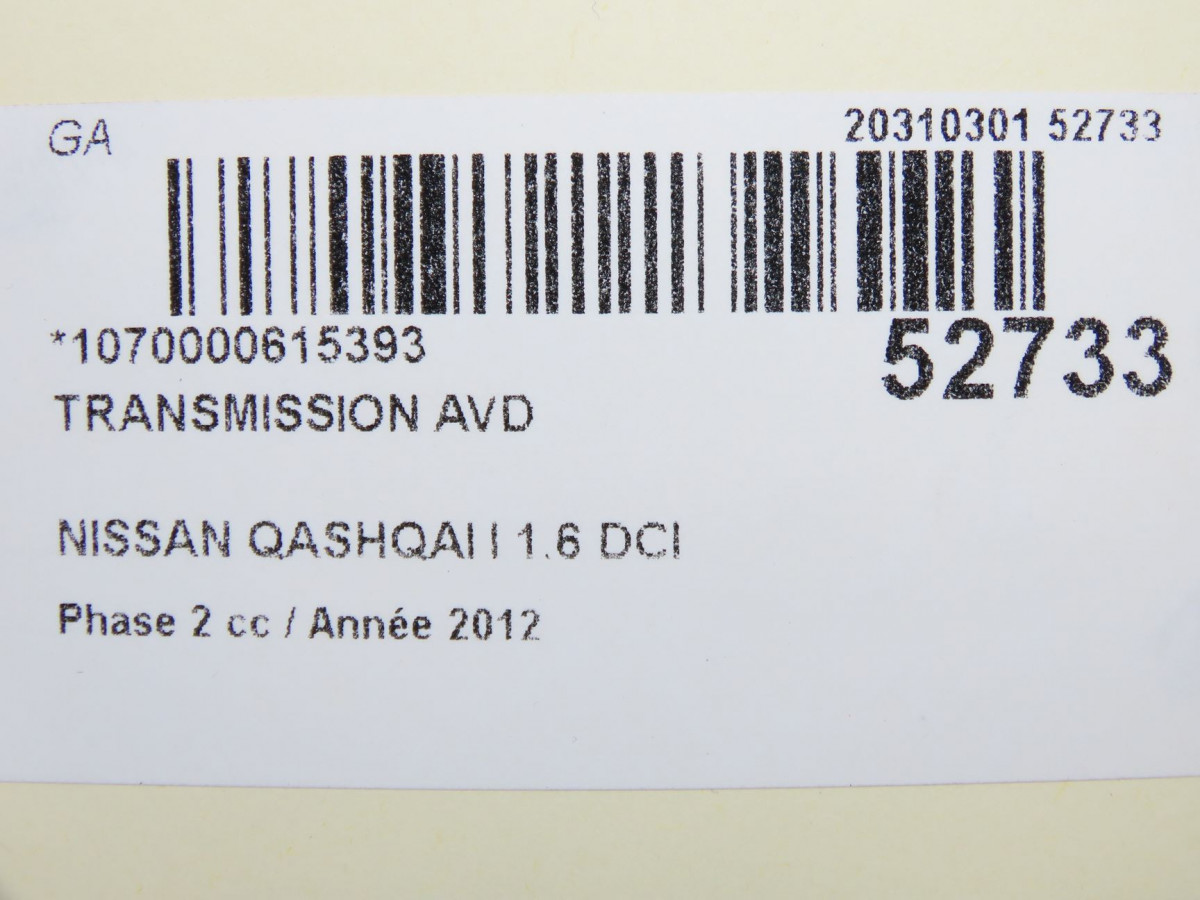 GA 20310301 52733
*1070000615393
52733
TRANSMISSION AVD
NISSAN QASHQAI I 1.6 DCI
Phase 2 cc / Année 2012